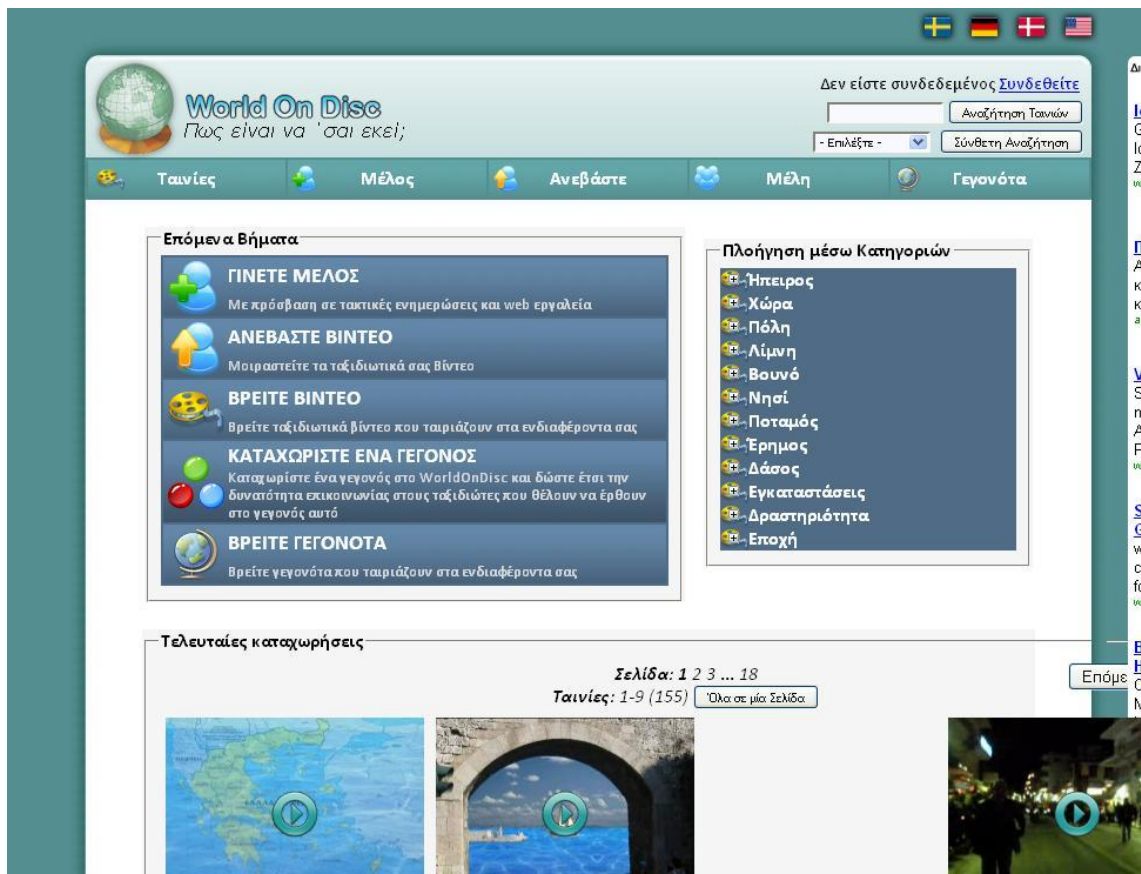 Δεν είστε συνδεδεμένος Συνδεθείτε
World On Disc
Πως είναι να 'σαι εκεί;
Αναζήτηση Ταινιών
- Επιλέξτε -
Σύνθετη Αναζήτηση
Ταινίες
Μέλος
Ανεβάστε
Μέλη
Γεγονότα
Επόμενα Βήματα
ΓΙΝΕΤΕ ΜΕΛΟΣ
Με πρόσβαση σε τακτικές ενημερώσεις και web εργαλεία
ΑΝΕΒΑΣΤΕ ΒΙΝΤΕΟ
Μοιραστείτε τα ταξιδιωτικά σας Βίντεο
ΒΡΕΙΤΕ ΒΙΝΤΕΟ
Βρείτε ταξιδιωτικά βίντεο που ταιριάζουν στα ενδιαφέροντα σας
ΚΑΤΑΧΩΡΙΣΤΕ ΕΝΑ ΓΕΓΟΝΟΣ
Καταχωρίστε ένα γεγονός στο WorldOnDisc και δώστε έτσι την
δυνατότητα επικοινωνίας στους ταξιδιώτες που θέλουν να έρθουν
στο γεγονός αυτό
ΒΡΕΙΤΕ ΓΕΓΟΝΟΤΑ
Βρείτε γεγονότα που ταιριάζουν στα ενδιαφέροντα σας
Πλοήγηση μέσω Κατηγοριών
Ήπειρος
Χώρα
Πόλη
Λίμνη
Βουνό
Νησί
Ποταμός
Έρημος
Δάσος
Εγκαταστάσεις
Δραστηριότητα
Εποχή
Τελευταίες καταχωρήσεις
Σελίδα: 1 2 3 ... 18
Ταινίες: 1-9 (155) Όλα σε μία Σελίδα